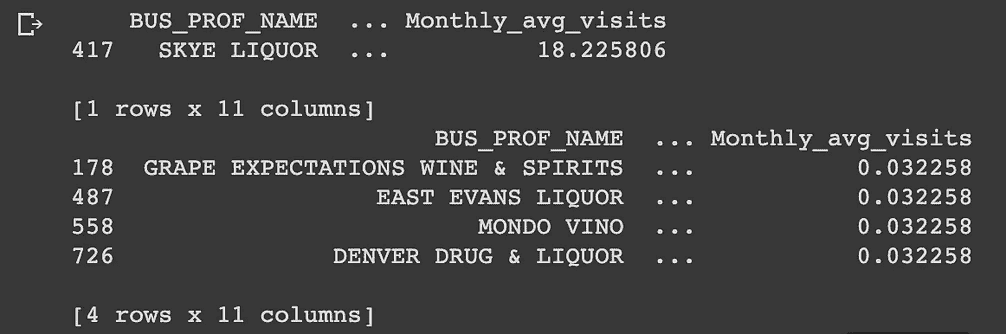 BUS_PROF_NAME ... Monthly_avg_visits
417 SKYE LIQUOR ... 18.225806
[1 rows x 11 columns]
BUS_PROF_NAME ... Monthly_avg_visits
178 GRAPE EXPECTATIONS WINE & SPIRITS ... 0.032258
487 EAST EVANS LIQUOR ... 0.032258
558 MONDO VINO ... 0.032258
726 DENVER DRUG & LIQUOR ... 0.032258
[4 rows x 11 columns]